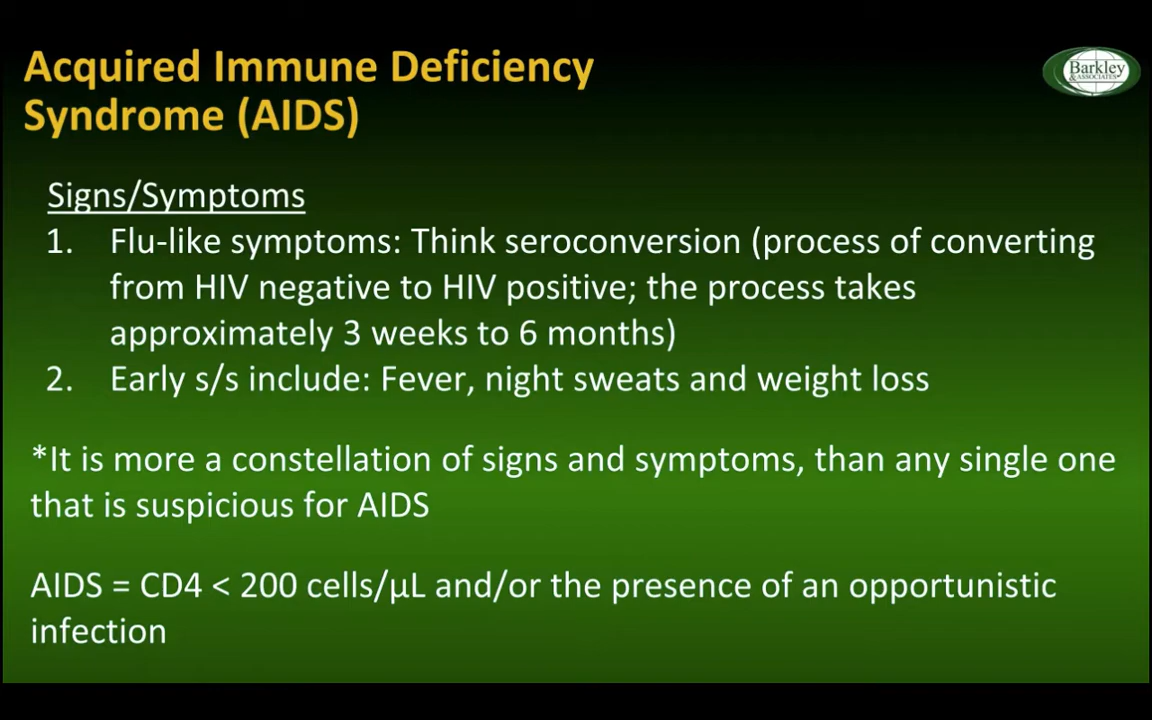 Acquired Immune Deficiency
Syndrome (AIDS)
Barkley
& ASSOCIATES
Signs/Symptoms
1. Flu-like symptoms: Think seroconversion (process of converting
from HIV negative to HIV positive; the process takes
approximately 3 weeks to 6 months)
2. Early s/s include: Fever, night sweats and weight loss
*It is more a constellation of signs and symptoms, than any single one
that is suspicious for AIDS
AIDS = CD4 < 200 cells/µL and/or the presence of an opportunistic
infection